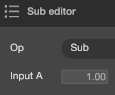 Sub editor
Op Sub
Input A 1.00